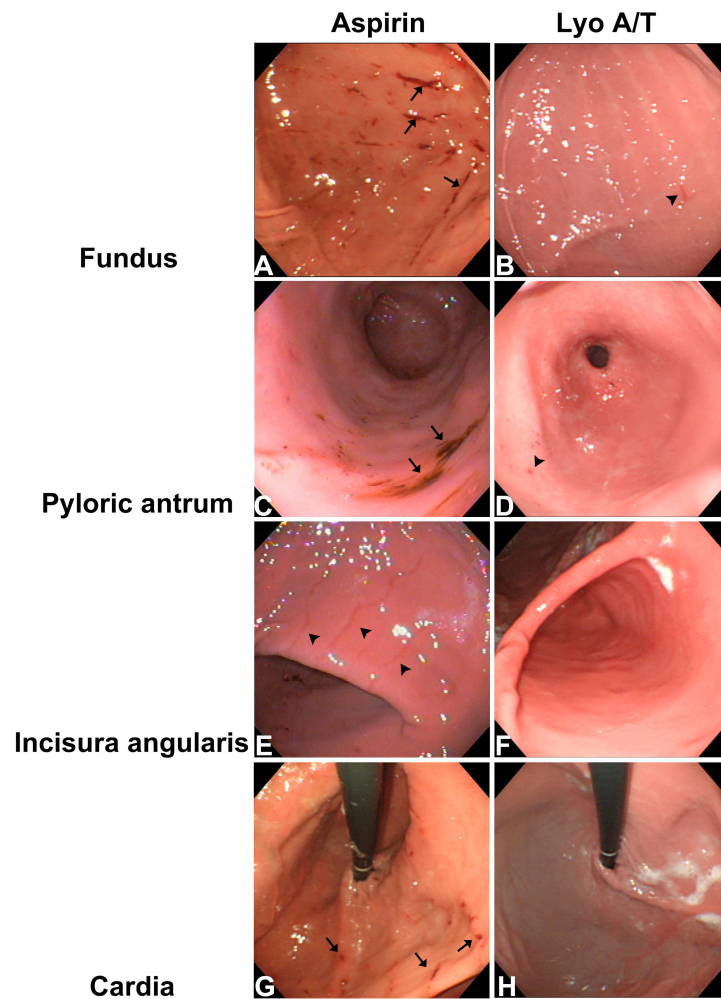 Aspirin Lyo A/T
A B
Fundus
C D
Pyloric antrum
E F
Incisura angularis
G H
Cardia